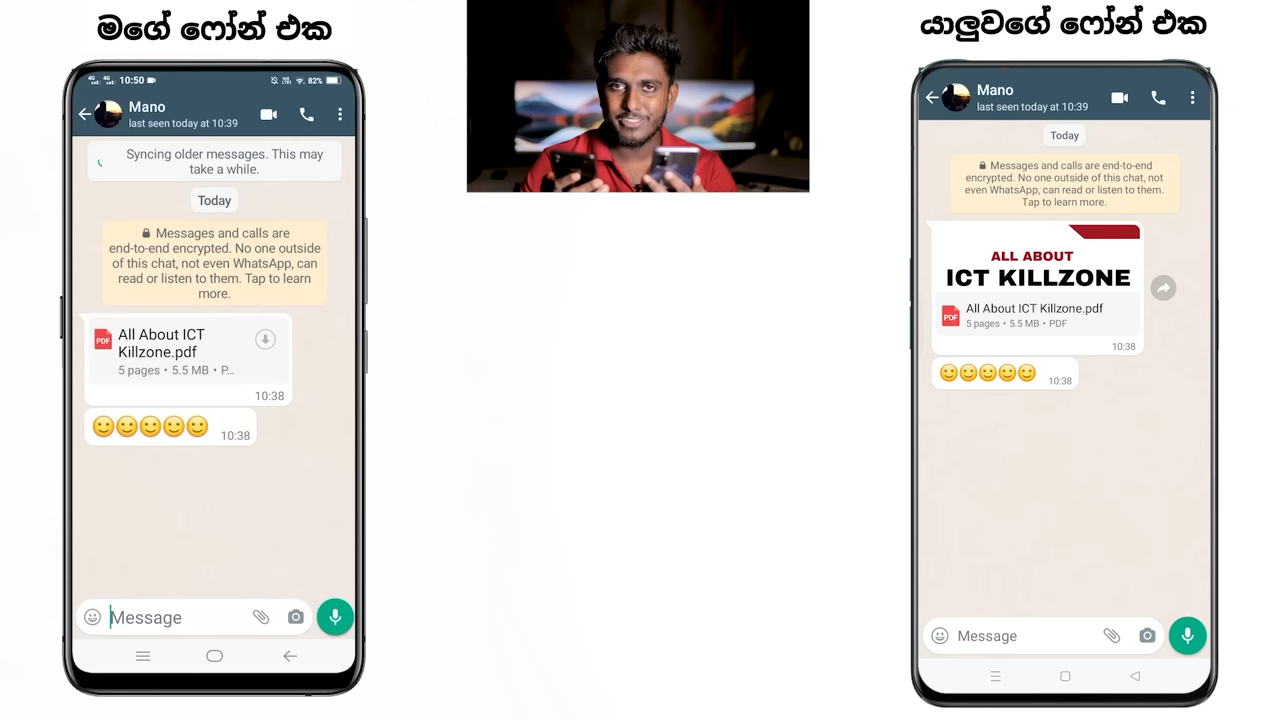 මගේ ෆෝන් එක
10:50
82%
Mano
last seen today at 10:39
Syncing older messages. This may
take a while.
Today
Messages and calls are
end-to-end encrypted. No one outside
of this chat, not even WhatsApp, can
read or listen to them. Tap to learn
more.
PDF
All About ICT
Killzone.pdf
5 pages • 5.5 MB • P...
10:38
10:38
Message
යාලුවගේ ෆෝන් එක
Mano
last seen today at 10:39
Today
Messages and calls are end-to-end
encrypted. No one outside of this chat, not
even WhatsApp, can read or listen to them.
Tap to learn more.
ALL ABOUT
ICT KILLZONE
PDF
All About ICT Killzone.pdf
5 pages • 5.5 MB • PDF
10:38
10:38
Message